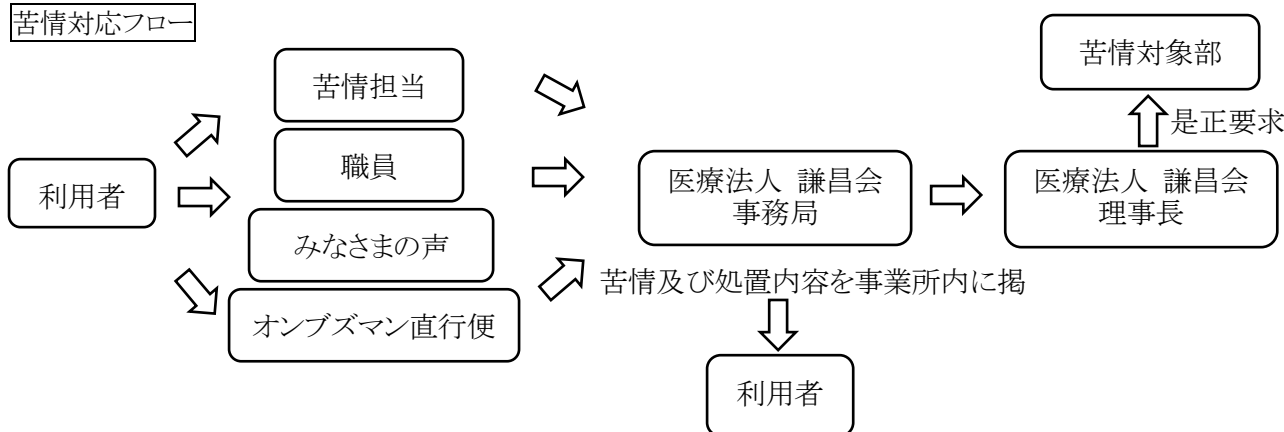 苦情対応フロー
利用者
苦情担当
職員
みなさまの声
オンブズマン直行便
医療法人 謙昌会
事務局
医療法人 謙昌会
理事長
是正要求
苦情対象部
苦情及び処置内容を事業所内に掲
利用者